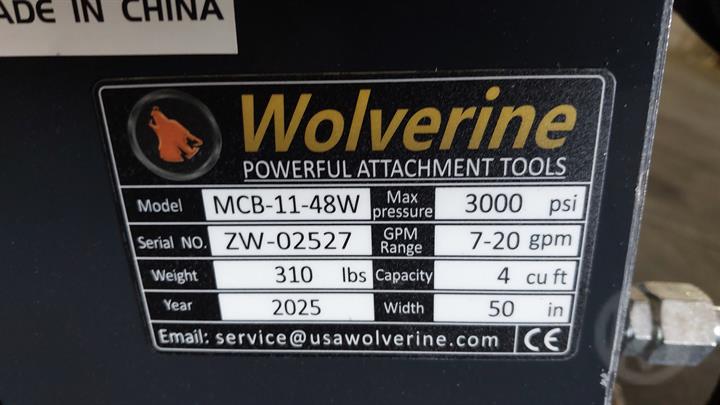 ADE IN CHINA
Wolverine
POWERFUL ATTACHMENT TOOLS
Model MCB-11-48W Max pressure 3000 psi
Serial NO. ZW-02527 GPM Range 7-20 gpm
Weight 310 lbs Capacity 4 cu ft
Year 2025 Width 50 in
Email: service@usawolverine.com CE